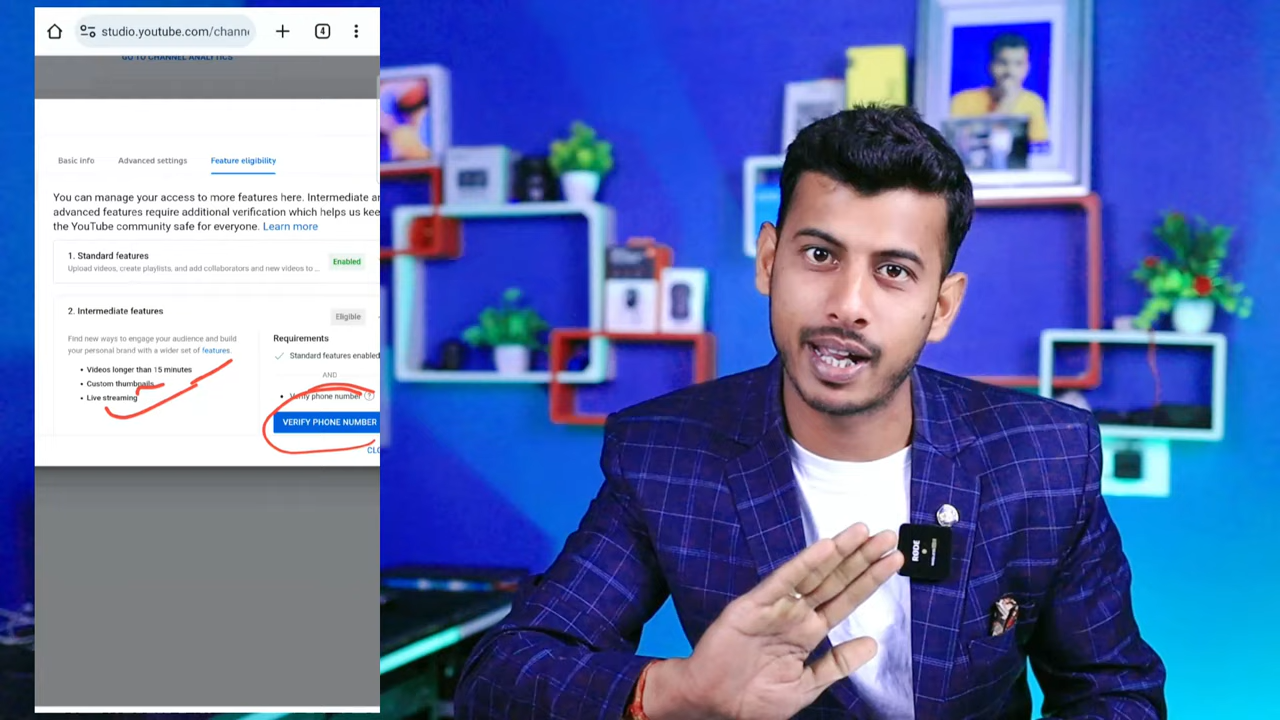 studio.youtube.com/chann
4
GO TO CHANNEL ANALYTICS
Basic info Advanced settings Feature eligibility
You can manage your access to more features here. Intermediate an
advanced features require additional verification which helps us kee
the YouTube community safe for everyone. Learn more
1. Standard features
Enabled
Upload videos, create playlists, and add collaborators and new videos to ...
2. Intermediate features
Eligible
Find new ways to engage your audience and build
your personal brand with a wider set of features.
• Videos longer than 15 minutes
• Custom thumbnails
• Live streaming
Requirements
Standard features enabled
AND
• Verify phone number ?
VERIFY PHONE NUMBER
CLO
RØDE